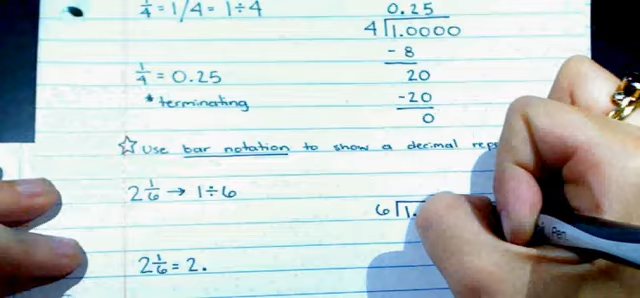 1/4 = 1/4 = 1÷4
0.25
4 1.0000
- 8
20
1/4 = 0.25
* terminating
-20
0
☆ Use bar notation to show a decimal
2 1/6 → 1÷6
6 1.
2 1/6 = 2.
Pen